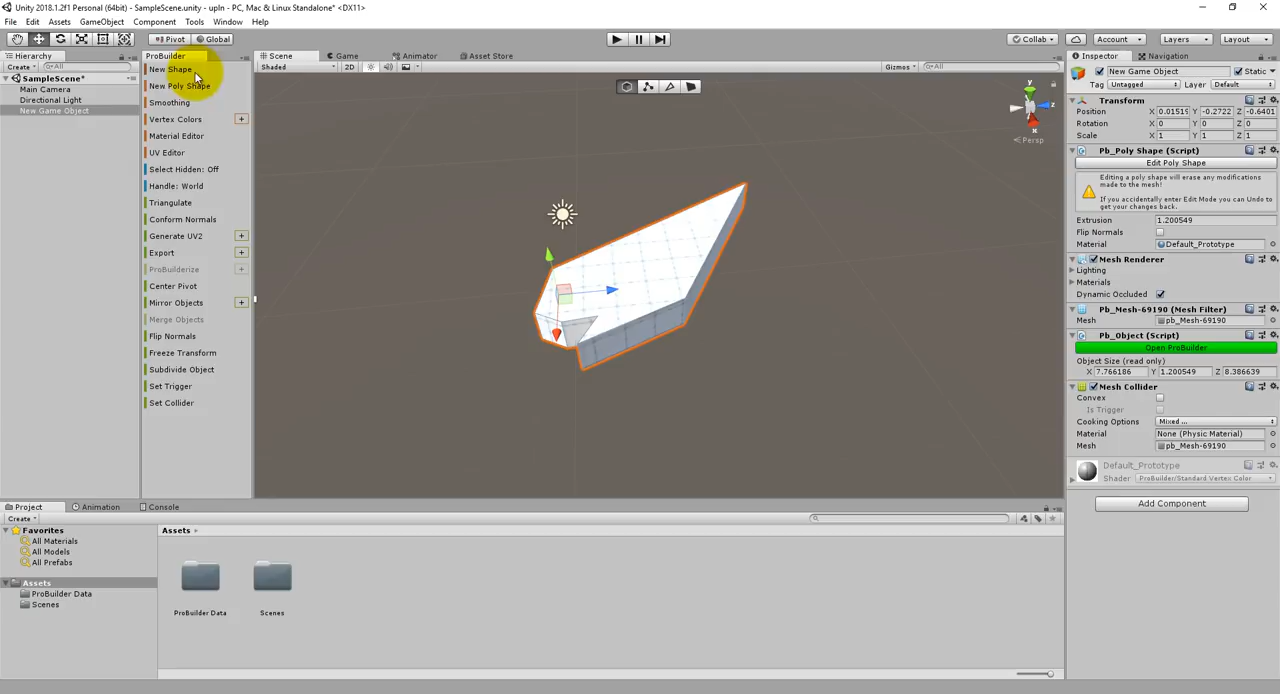 Unity 2018.1.2f1 Personal (64bit) - SampleScene.unity - upln - PC, Mac & Linux Standalone* <DX11>
File Edit Assets GameObject Component Tools Window Help
Pivot Global Collab Account Layers Layout
Hierarchy
Create All
SampleScene*
Main Camera
Directional Light
New Game Object
ProBuilder
New Shape
New Poly Shape
Smoothing
Vertex Colors +
Material Editor
UV Editor
Select Hidden: Off
Handle: World
Triangulate
Conform Normals
Generate UV2 +
Export +
ProBuilderize +
Center Pivot
Mirror Objects +
Merge Objects
Flip Normals
Freeze Transform
Subdivide Object
Set Trigger
Set Collider
Scene Game Animator Asset Store
Shaded 2D Gizmos All
y
z
x
Persp
Inspector Navigation
New Game Object Static
Tag Untagged Layer Default
Transform
Position X 0.01519 Y -0.2722 Z -0.6401
Rotation X 0 Y 0 Z 0
Scale X 1 Y 1 Z 1
Pb_Poly Shape (Script)
Edit Poly Shape
Editing a poly shape will erase any modifications
made to the mesh!
If you accidentally enter Edit Mode you can Undo to
get your changes back.
Extrusion 1.200549
Flip Normals
Material Default_Prototype
Mesh Renderer
Lighting
Materials
Dynamic Occluded
Pb_Mesh-69190 (Mesh Filter)
Mesh pb_Mesh-69190
Pb_Object (Script)
Open ProBuilder
Object Size (read only)
X 7.766186 Y 1.200549 Z 8.386639
Mesh Collider
Convex
Is Trigger
Cooking Options Mixed ...
Material None (Physic Material)
Mesh pb_Mesh-69190
Default_Prototype
Shader ProBuilder/Standard Vertex Color
Add Component
Project Animation Console
Create
Favorites
All Materials
All Models
All Prefabs
Assets
ProBuilder Data
Scenes
Assets
ProBuilder Data Scenes